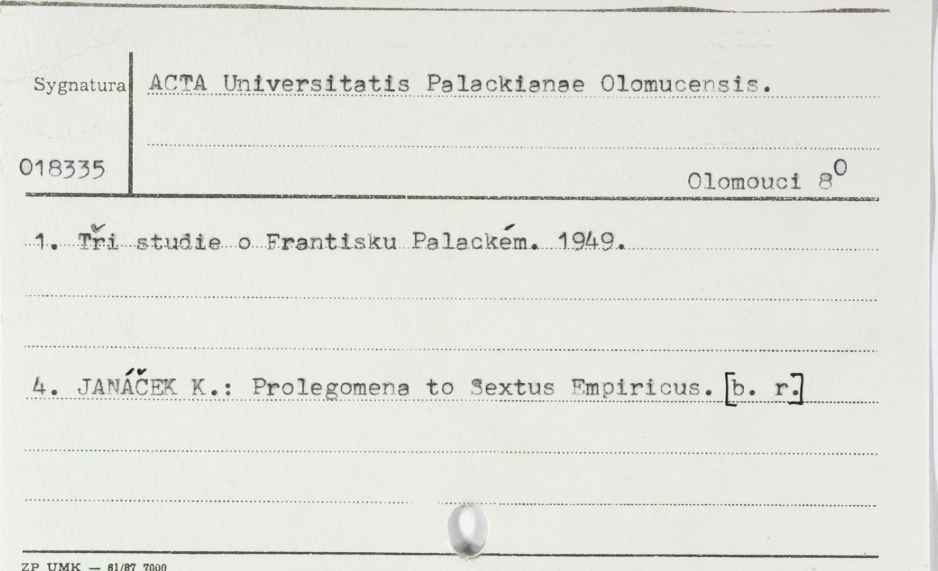 Sygnatura ACTA Universitatis Palackianae Olomucensis.
018335 Olomouci 8⁰
1. Tři studie o Frantisku Palackém. 1949.
4. JANÁČEK K.: Prolegomena to Sextus Empiricus. [b. r.]
ZP UMK — 61/87 7000